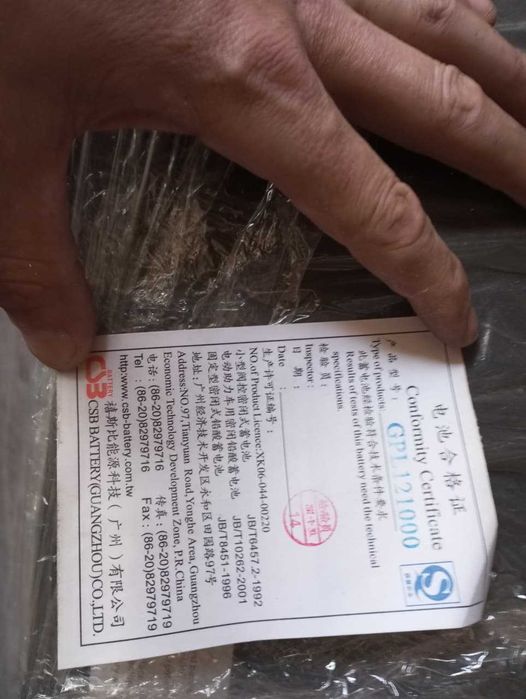 电池合格证
Conformity Certificate
产品型号:
Type of products: GPL121000
此蓄电池经检验符合技术条件要求
Results of tests of this battery need the technical
specifications.
检验员:
Inspector:
14
日期:
Date :
生产许可证编号:
NO.of Product Licence:XK06-044-00220
小型阀控密闭式蓄电池 JB/T6457.2-1992
电动助力车用密闭铅酸蓄电池 JB/T10262-2001
固定型密闭式铅酸蓄电池 JB/T8451-1996
地址:广州经济技术开发区永和区田园路97号
Address:NO.97,Tianyuan Road,Yonghe Area, Guangzhou
Economic Technology Development Zone, P.R.China
电话:(86-20)82979716 传真:(86-20)82979719
Tel :(86-20)82979716 Fax:(86-20)82979719
http:www.csb-battery.com.tw
CSB BATTERY 禧斯比能源科技(广州)有限公司
CSB BATTERY(GUANGZHOU)CO.,LTD.